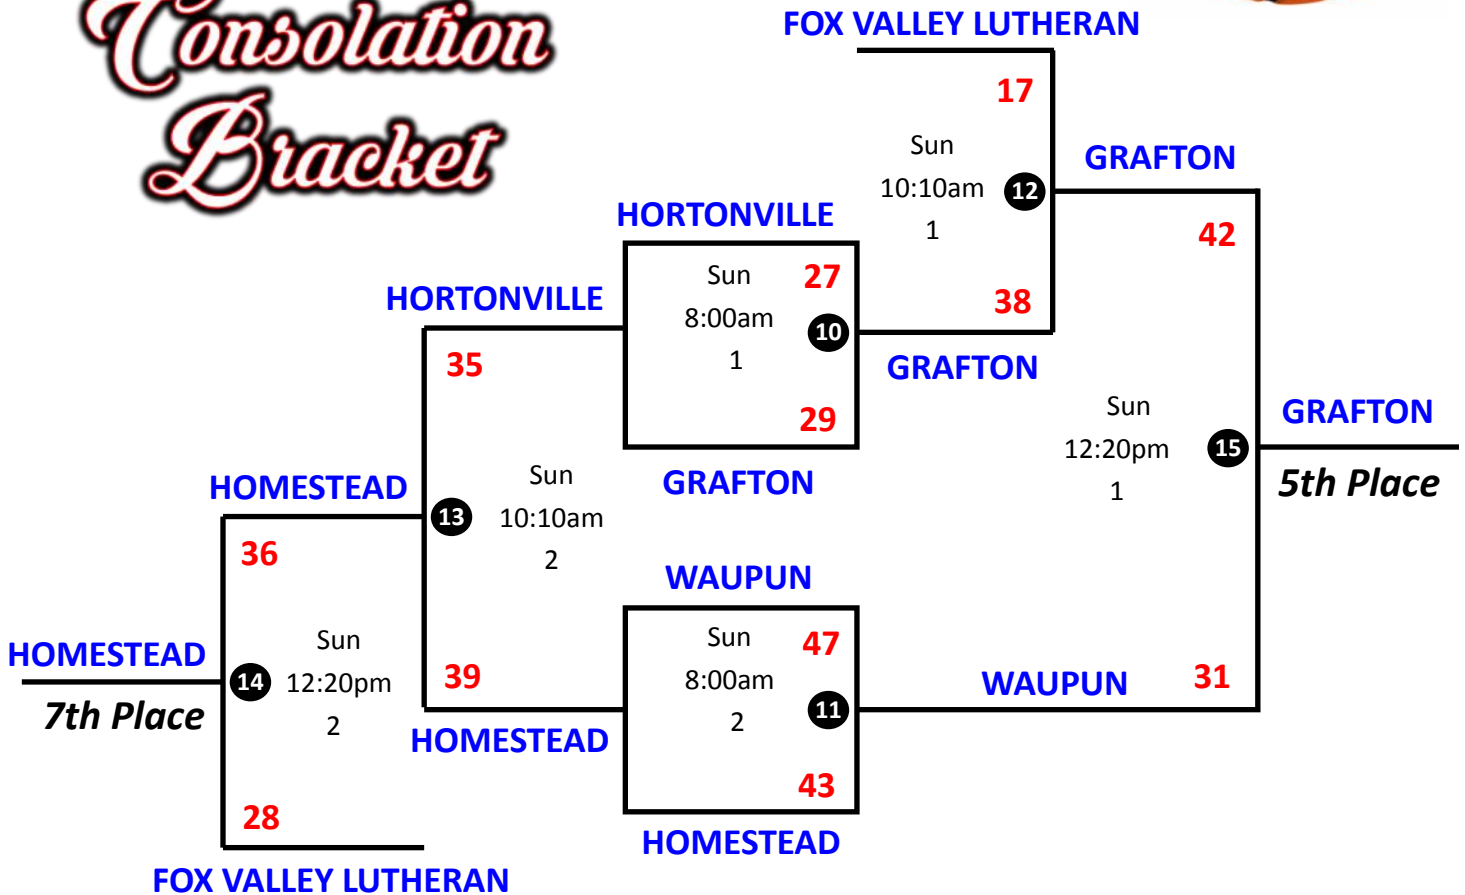 Consolation
Bracket
FOX VALLEY LUTHERAN
17
Sun
10:10am
1
12
38
GRAFTON
HORTONVILLE
Sun
8:00am
1
27
10
29
GRAFTON
GRAFTON
42
HORTONVILLE
35
Sun
10:10am
2
13
39
HOMESTEAD
Sun
12:20pm
1
15
GRAFTON
5th Place
WAUPUN
Sun
8:00am
2
47
11
43
HOMESTEAD
WAUPUN
31
HOMESTEAD
36
Sun
12:20pm
2
14
HOMESTEAD
7th Place
28
FOX VALLEY LUTHERAN